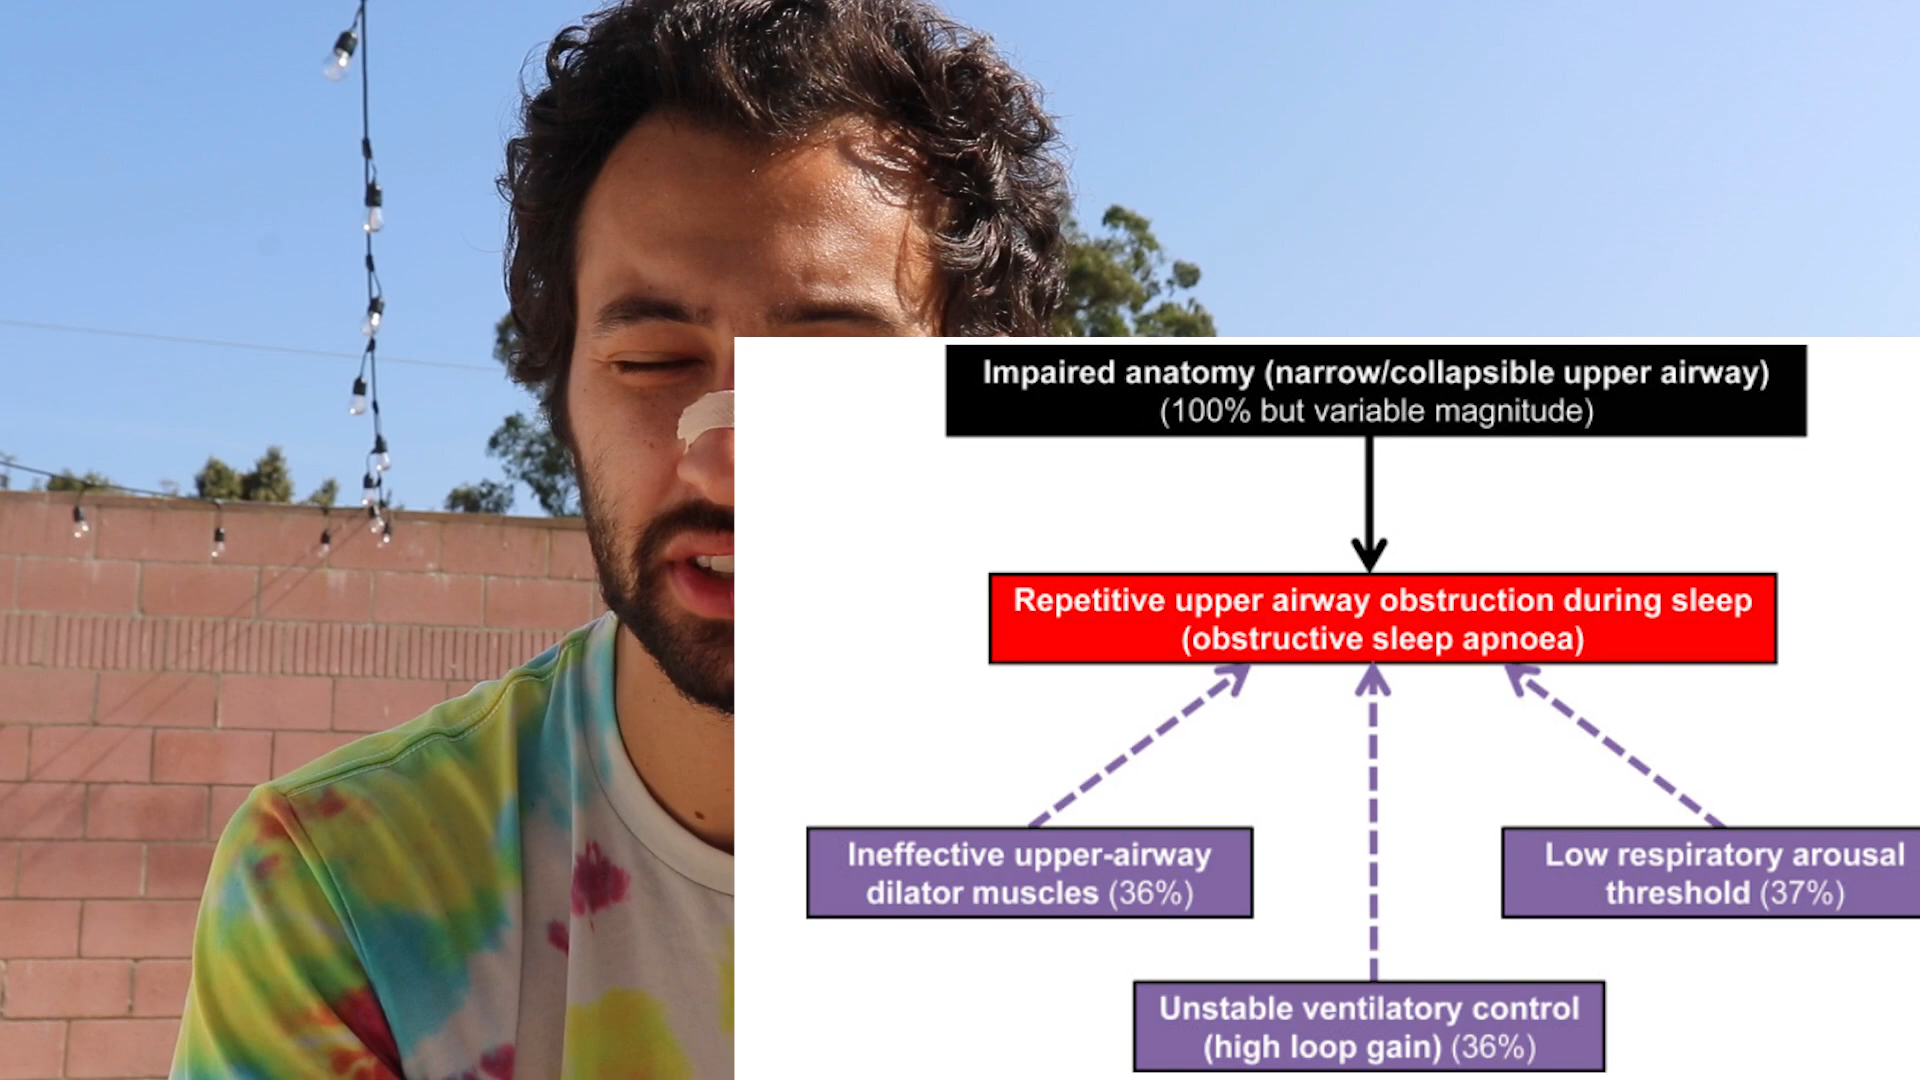 Impaired anatomy (narrow/collapsible upper airway)
(100% but variable magnitude)
Repetitive upper airway obstruction during sleep
(obstructive sleep apnoea)
Ineffective upper-airway
dilator muscles (36%)
Low respiratory arousal
threshold (37%)
Unstable ventilatory control
(high loop gain) (36%)